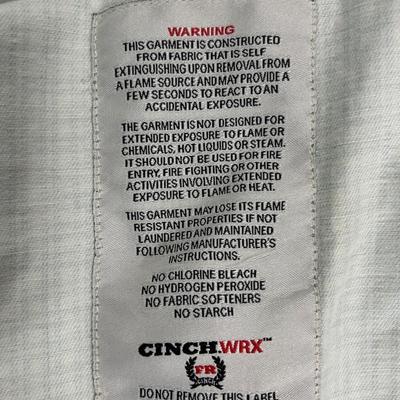 WARNING
THIS GARMENT IS CONSTRUCTED
FROM FABRIC THAT IS SELF
EXTINGUISHING UPON REMOVAL FROM
A FLAME SOURCE AND MAY PROVIDE A
FEW SECONDS TO REACT TO AN
ACCIDENTAL EXPOSURE.
THE GARMENT IS NOT DESIGNED FOR
EXTENDED EXPOSURE TO FLAME OR
CHEMICALS, HOT LIQUIDS OR STEAM.
IT SHOULD NOT BE USED FOR FIRE
ENTRY, FIRE FIGHTING OR OTHER
ACTIVITIES INVOLVING EXTENDED
EXPOSURE TO FLAME OR HEAT.
THIS GARMENT MAY LOSE ITS FLAME
RESISTANT PROPERTIES IF NOT
LAUNDERED AND MAINTAINED
FOLLOWING MANUFACTURER'S
INSTRUCTIONS.
NO CHLORINE BLEACH
NO HYDROGEN PEROXIDE
NO FABRIC SOFTENERS
NO STARCH
CINCH.WRX™
FR
CINCH
DO NOT REMOVE THIS LABEL